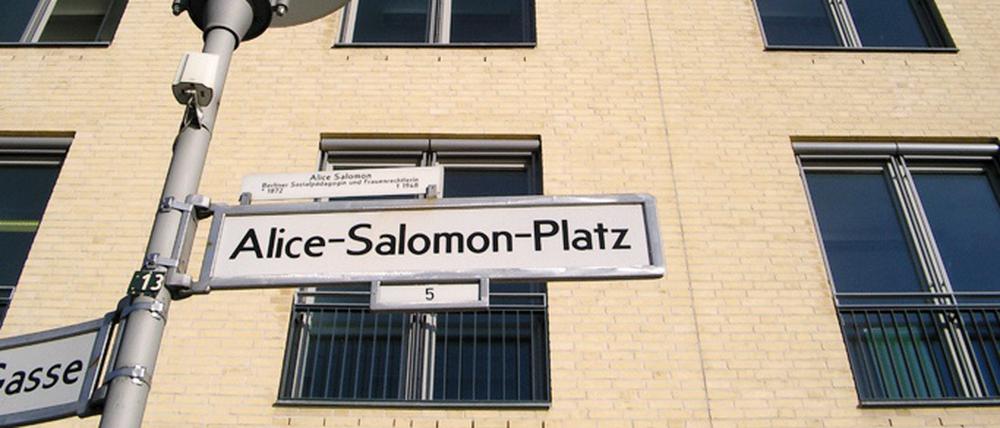 Alice Salomon
Berliner Sozialpädagogin und Frauenrechtlerin
* 1872 † 1948
Alice-Salomon-Platz
5
13
Gasse